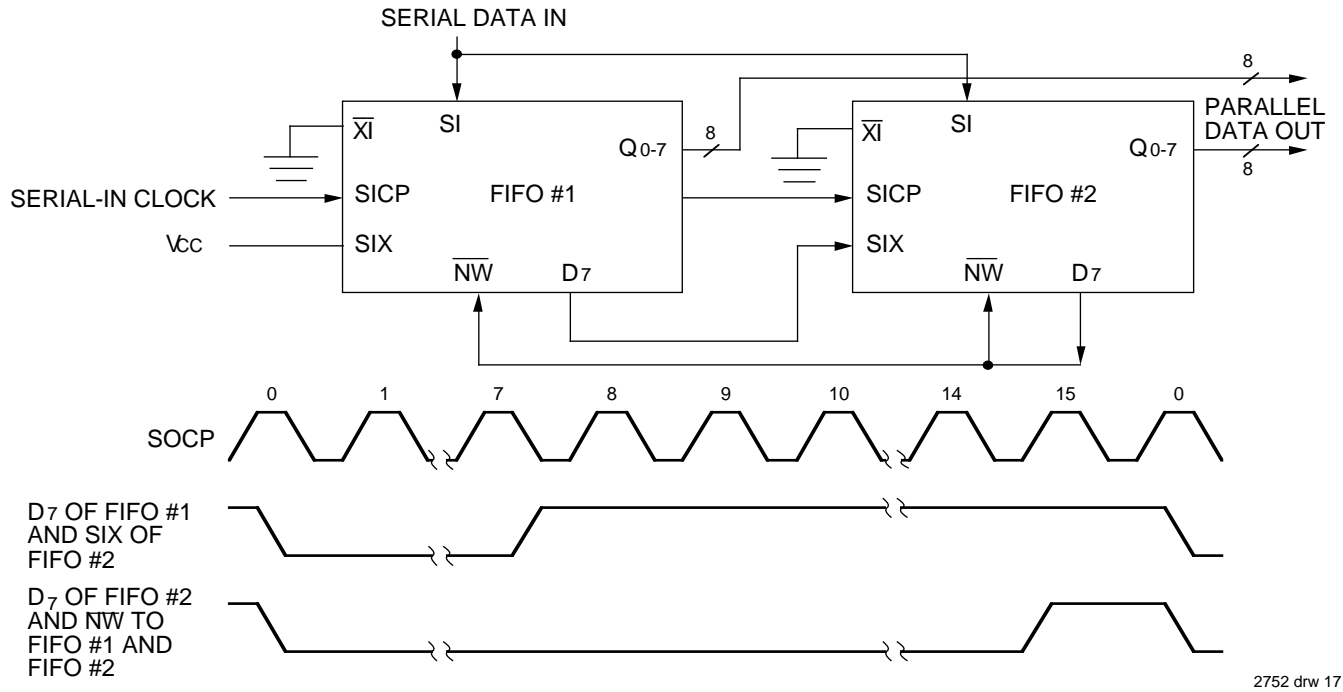 SERIAL DATA IN
8
PARALLEL
DATA OUT
XI SI Q0-7 8 XI SI Q0-7 8
SERIAL-IN CLOCK SICP FIFO #1 SICP FIFO #2
VCC SIX SIX
NW D7 NW D7
0 1 7 8 9 10 14 15 0
SOCP
D7 OF FIFO #1
AND SIX OF
FIFO #2
D7 OF FIFO #2
AND NW TO
FIFO #1 AND
FIFO #2
2752 drw 17